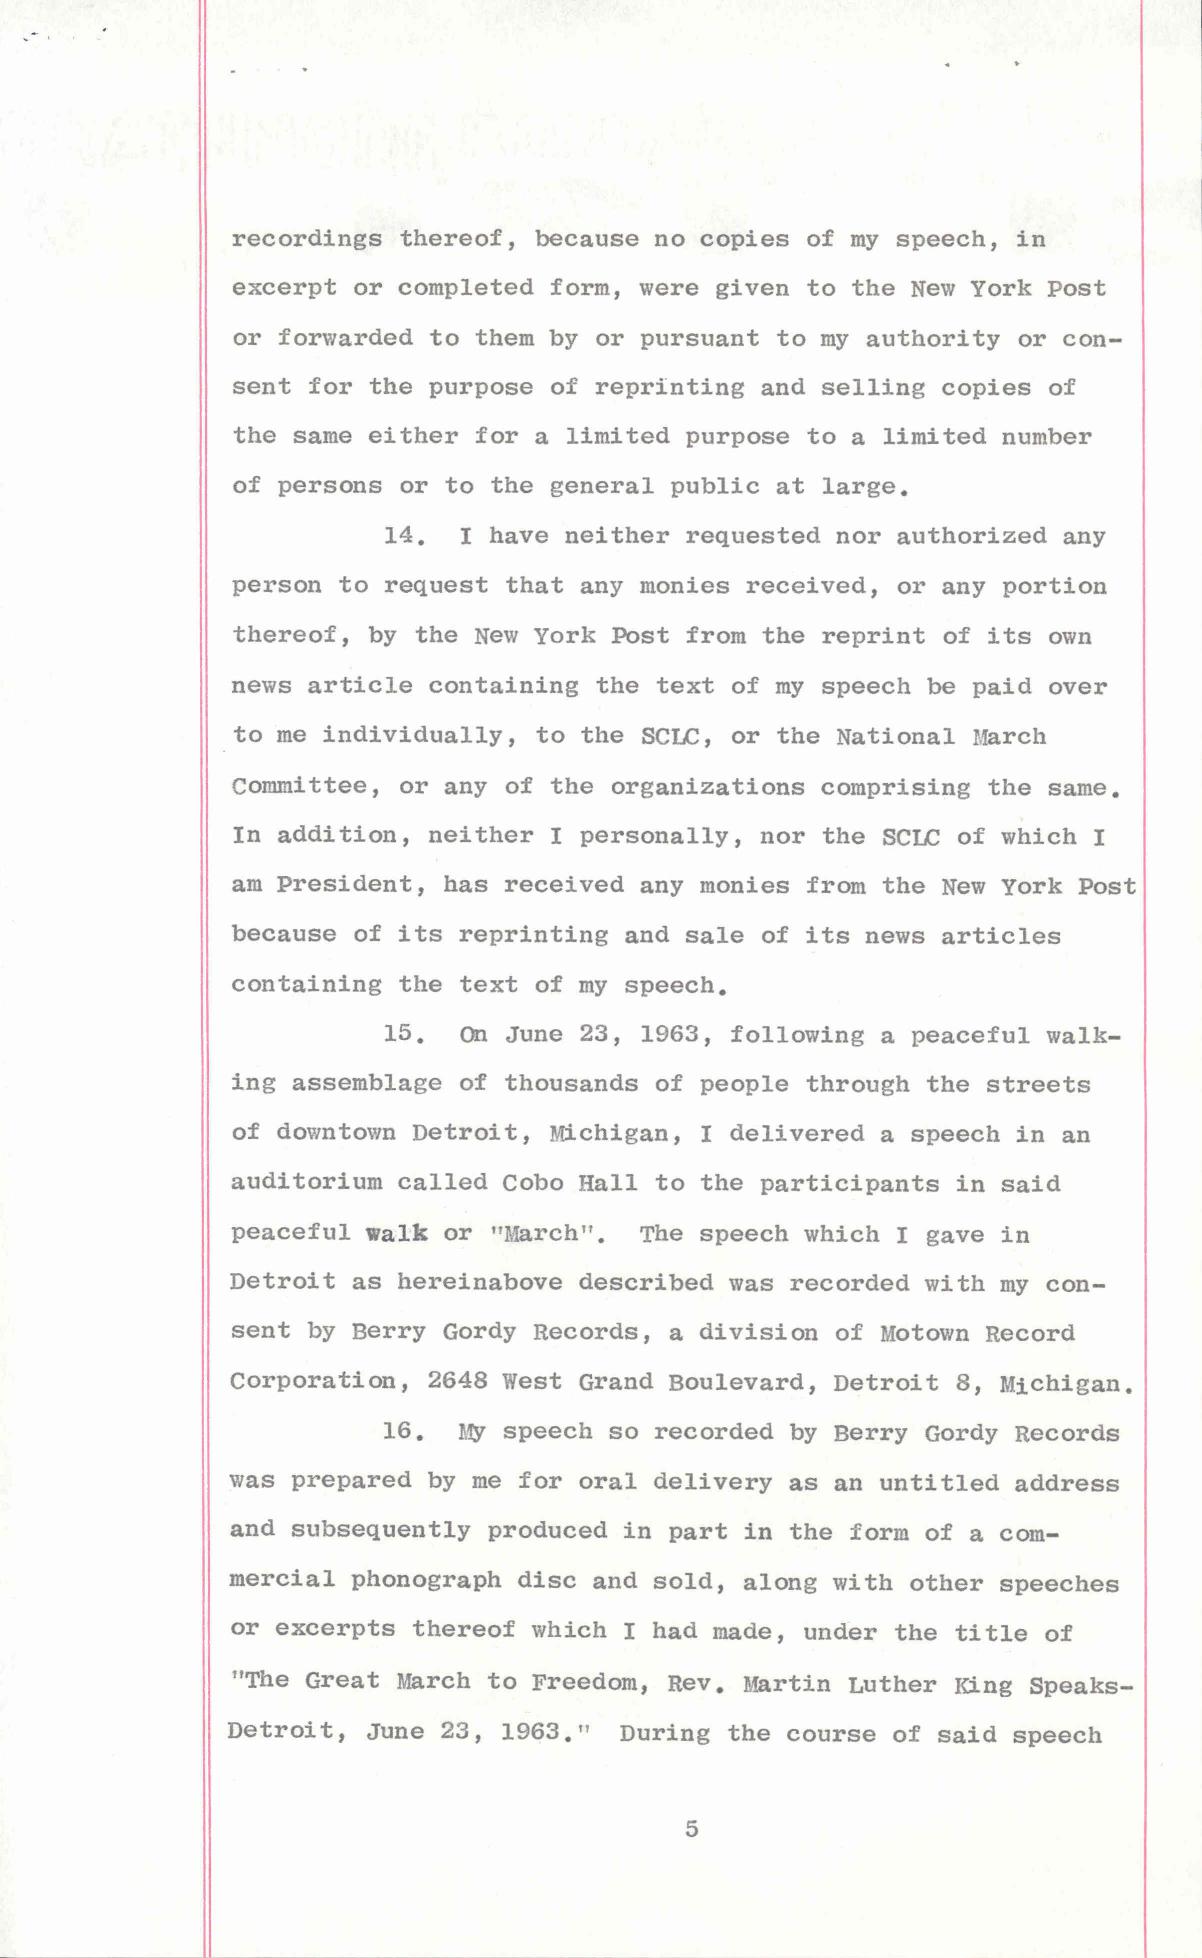 recordings thereof, because no copies of my speech, in
excerpt or completed form, were given to the New York Post
or forwarded to them by or pursuant to my authority or con-
sent for the purpose of reprinting and selling copies of
the same either for a limited purpose to a limited number
of persons or to the general public at large.
14. I have neither requested nor authorized any
person to request that any monies received, or any portion
thereof, by the New York Post from the reprint of its own
news article containing the text of my speech be paid over
to me individually, to the SCLC, or the National March
Committee, or any of the organizations comprising the same.
In addition, neither I personally, nor the SCLC of which I
am President, has received any monies from the New York Post
because of its reprinting and sale of its news articles
containing the text of my speech.
15. On June 23, 1963, following a peaceful walk-
ing assemblage of thousands of people through the streets
of downtown Detroit, Michigan, I delivered a speech in an
auditorium called Cobo Hall to the participants in said
peaceful walk or "March". The speech which I gave in
Detroit as hereinabove described was recorded with my con-
sent by Berry Gordy Records, a division of Motown Record
Corporation, 2648 West Grand Boulevard, Detroit 8, Michigan.
16. My speech so recorded by Berry Gordy Records
was prepared by me for oral delivery as an untitled address
and subsequently produced in part in the form of a com-
mercial phonograph disc and sold, along with other speeches
or excerpts thereof which I had made, under the title of
"The Great March to Freedom, Rev. Martin Luther King Speaks-
Detroit, June 23, 1963." During the course of said speech
5